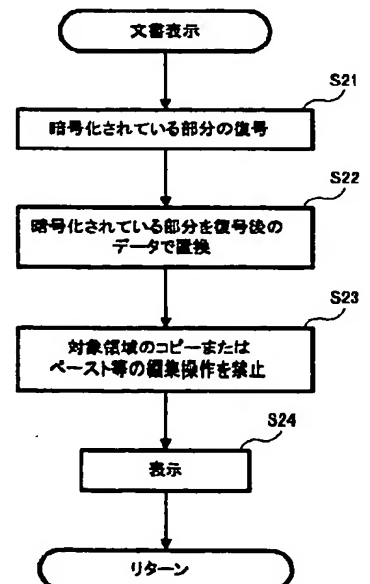 文書表示
S21
暗号化されている部分の復号
S22
暗号化されている部分を復号後の
データで置換
S23
対象領域のコピーまたは
ペースト等の編集操作を禁止
S24
表示
リターン